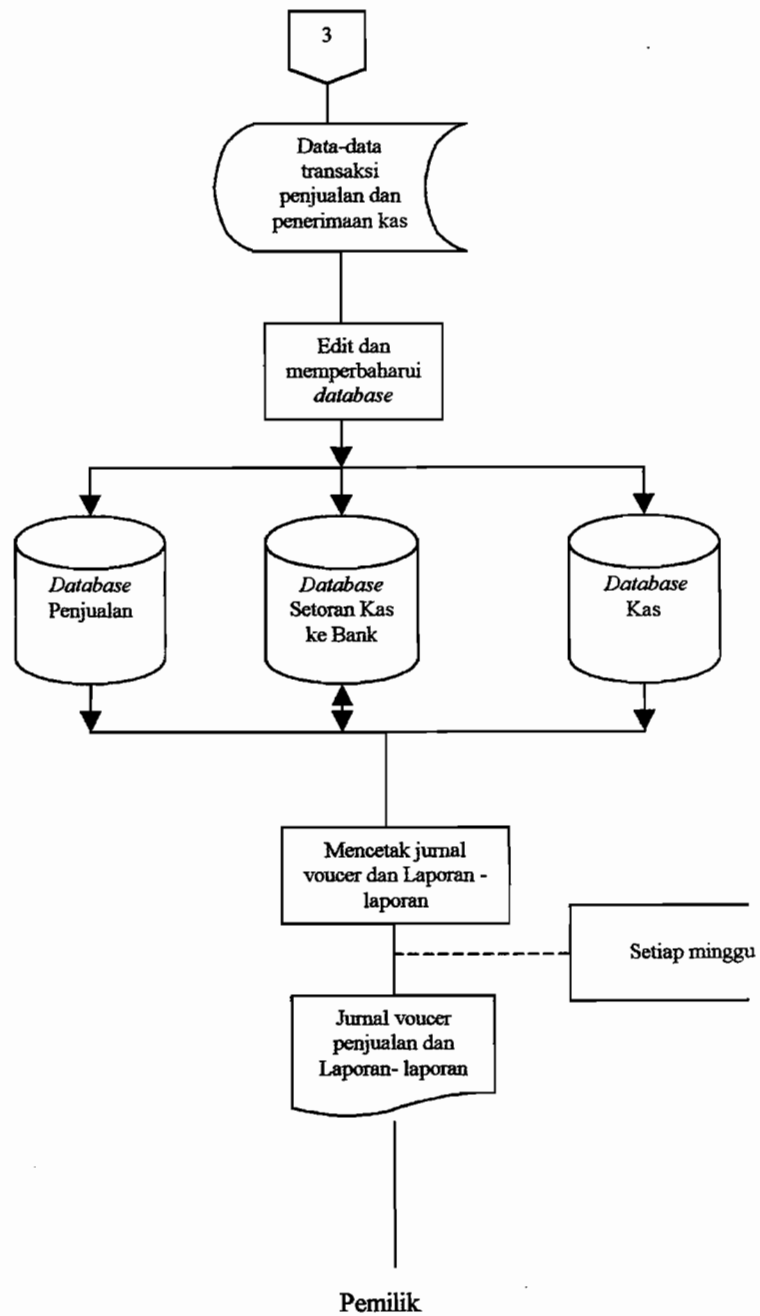 3
Data-data
transaksi
penjualan dan
penerimaan kas
Edit dan
memperbaharui
database
Database
Penjualan
Database
Setoran Kas
ke Bank
Database
Kas
Mencetak jurnal
voucer dan Laporan -
laporan
Setiap minggu
Jurnal voucer
penjualan dan
Laporan- laporan
Pemilik